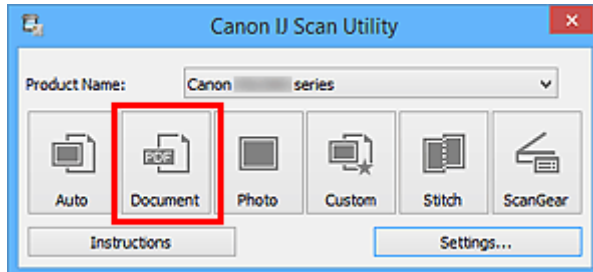 Canon IJ Scan Utility
Product Name: Canon series
PDF
Auto Document Photo Custom Stitch ScanGear
Instructions Settings...